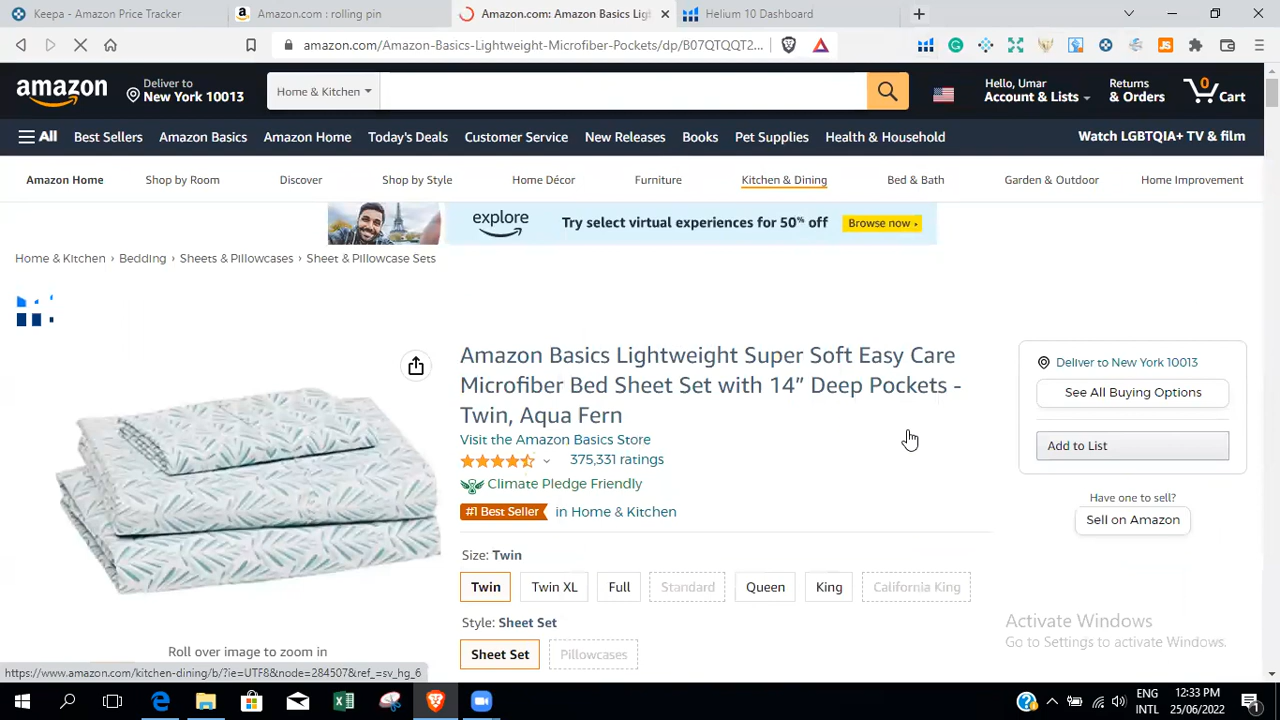 Keepa - Amazon Price Tracker
Amazon.com : rolling pin
Amazon.com: Amazon Basics Lig
Helium 10 Dashboard
amazon.com/Amazon-Basics-Lightweight-Microfiber-Pockets/dp/B07QTQQT2...
amazon
Deliver to
New York 10013
Home & Kitchen
Hello, Umar
Account & Lists
Returns
& Orders
0
Cart
All
Best Sellers
Amazon Basics
Amazon Home
Today's Deals
Customer Service
New Releases
Books
Pet Supplies
Health & Household
Watch LGBTQIA+ TV & film
Amazon Home
Shop by Room
Discover
Shop by Style
Home Décor
Furniture
Kitchen & Dining
Bed & Bath
Garden & Outdoor
Home Improvement
explore
Try select virtual experiences for 50% off
Browse now ›
Home & Kitchen › Bedding › Sheets & Pillowcases › Sheet & Pillowcase Sets
Amazon Basics Lightweight Super Soft Easy Care
Microfiber Bed Sheet Set with 14” Deep Pockets -
Twin, Aqua Fern
Visit the Amazon Basics Store
375,331 ratings
Climate Pledge Friendly
#1 Best Seller in Home & Kitchen
Size: Twin
Twin
Twin XL
Full
Standard
Queen
King
California King
Style: Sheet Set
Sheet Set
Pillowcases
Deliver to New York 10013
See All Buying Options
Add to List
Have one to sell?
Sell on Amazon
Roll over image to zoom in
Activate Windows
Go to Settings to activate Windows.
https://www.amazon.com/kitchen-dining/b/?ie=UTF8&node=284507&ref_=sv_hg_6
ENG
INTL
12:33 PM
25/06/2022
1